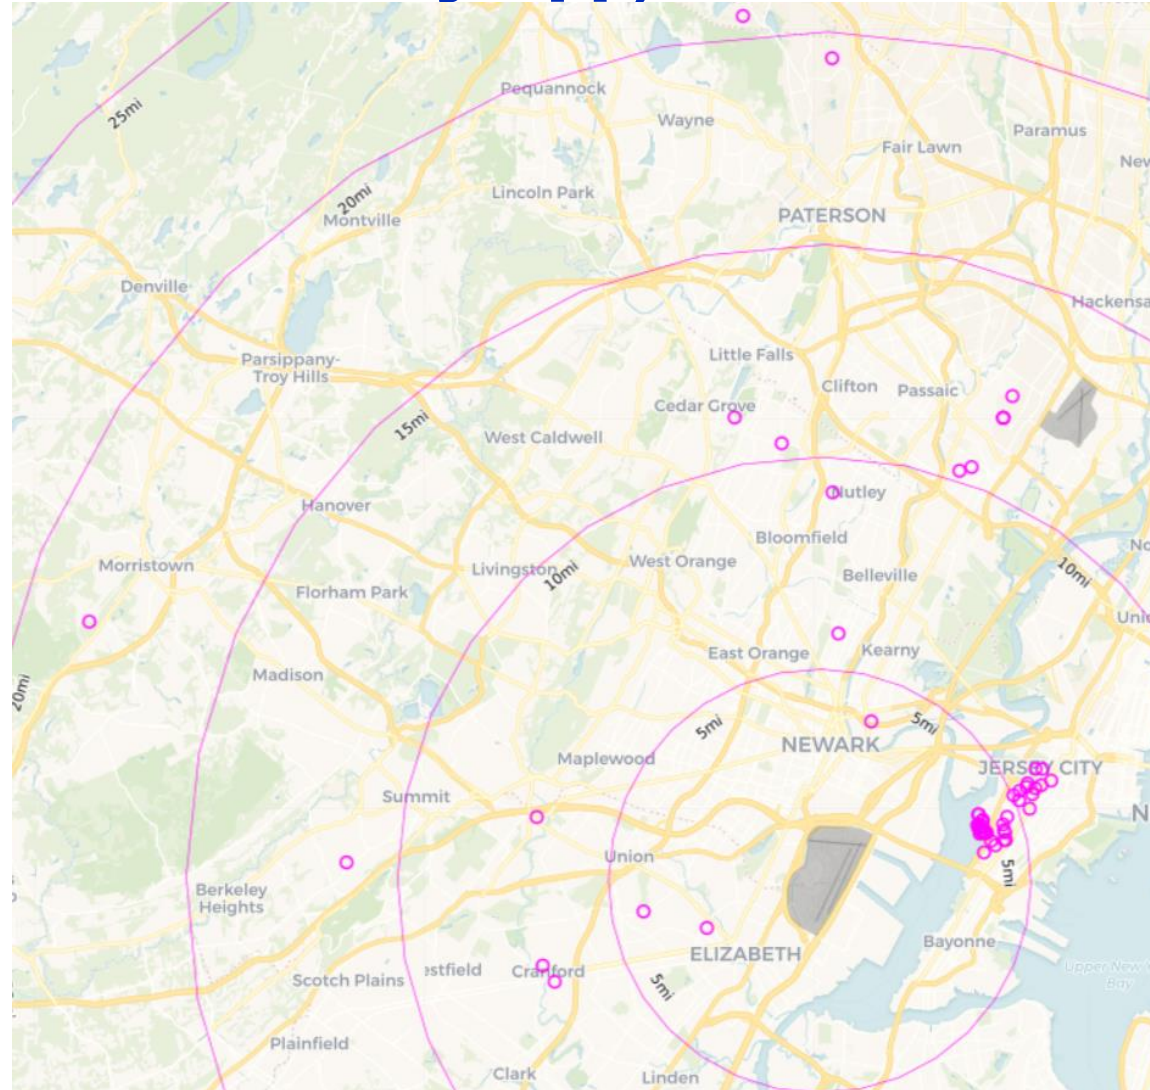 Pequannock
25mi
Wayne
Paramus
Fair Lawn
20mi
Lincoln Park
Montville
PATERSON
Denville
Hackensa
Parsippany-
Troy Hills
Little Falls
Clifton
Passaic
Cedar Grove
15mi
West Caldwell
Nutley
Hanover
Bloomfield
West Orange
Livingston
10mi
10mi
Morristown
Belleville
Florham Park
East Orange
Kearny
Madison
20mi
5mi
5mi
NEWARK
Maplewood
JERSEY CITY
Summit
N
Union
5mi
Berkeley
Heights
Bayonne
ELIZABETH
Scotch Plains
estfield
Cranford
Upper New Y
Bay
5mi
Plainfield
Clark
Linden